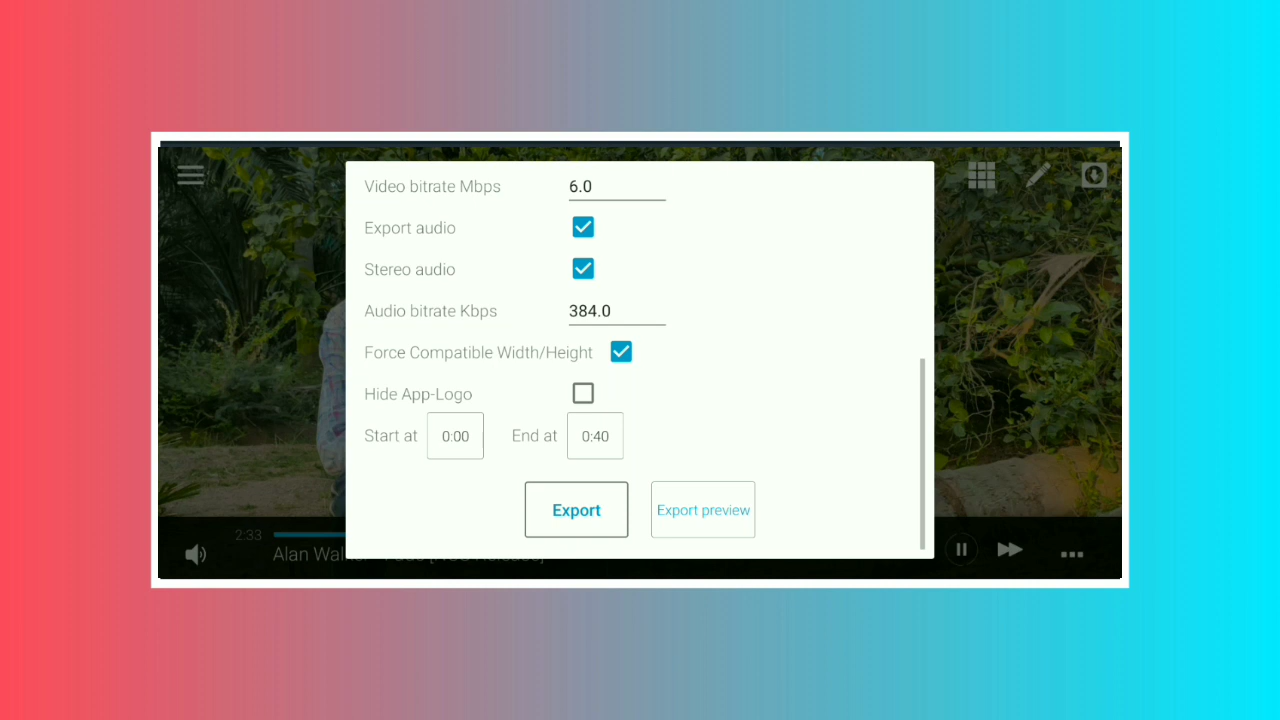 Video bitrate Mbps 6.0
Export audio
Stereo audio
Audio bitrate Kbps 384.0
Force Compatible Width/Height
Hide App-Logo
Start at 0:00 End at 0:40
Export Export preview
2:33
Alan Wal